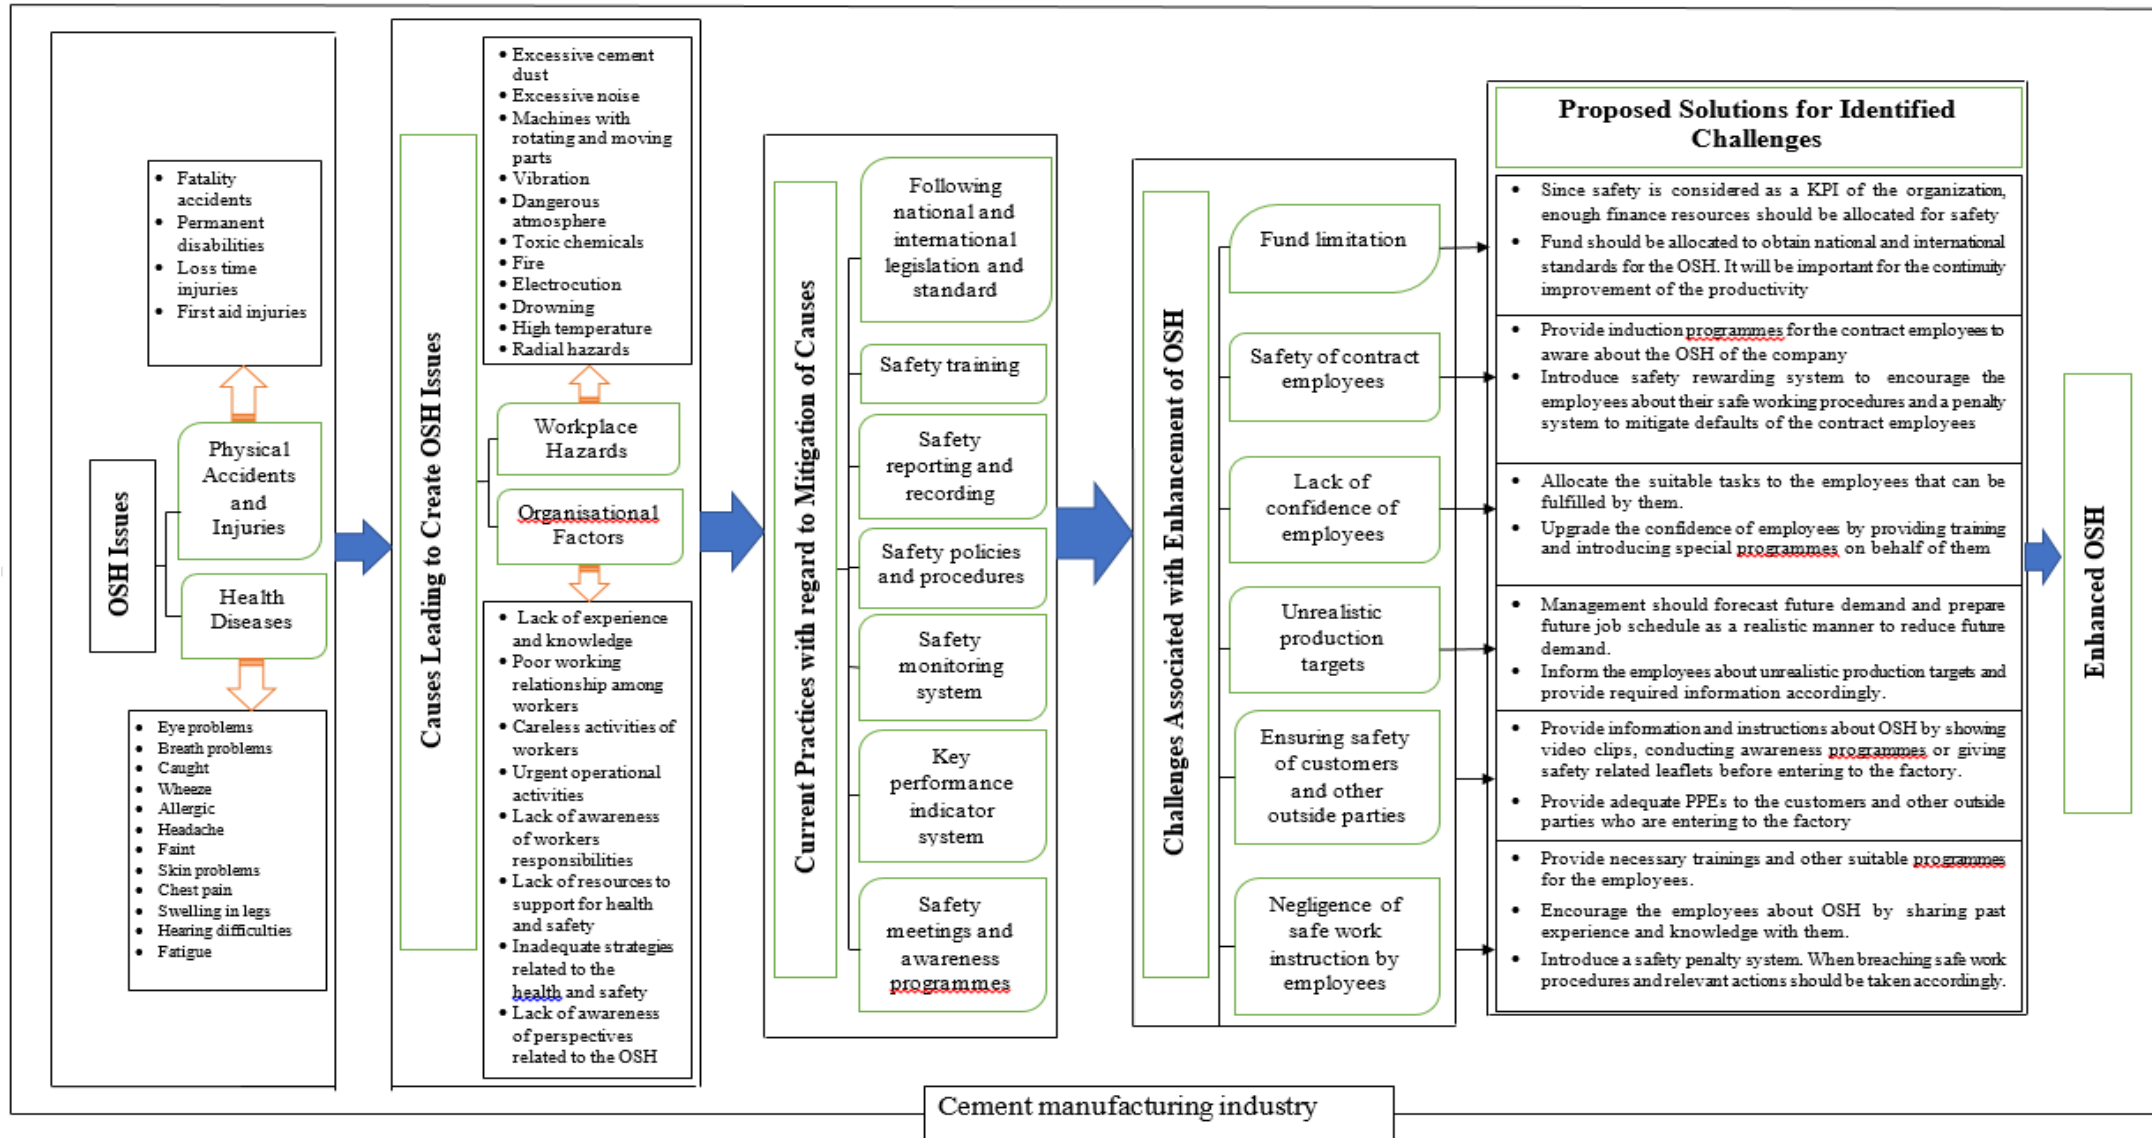 Fatality
accidents
Permanent
disabilities
Loss time
injuries
First aid injuries
OSH Issues
Physical
Accidents
and
Injuries
Health
Diseases
Eye problems
Breath problems
Caught
Wheeze
Allergic
Headache
Faint
Skin problems
Chest pain
Swelling in legs
Hearing difficulties
Fatigue
Causes Leading to Create OSH Issues
Excessive cement
dust
Excessive noise
Machines with
rotating and moving
parts
Vibration
Dangerous
atmosphere
Toxic chemicals
Fire
Electrocution
Drowning
High temperature
Radial hazards
Workplace
Hazards
Organisational
Factors
Lack of experience
and knowledge
Poor working
relationship among
workers
Careless activities of
workers
Urgent operational
activities
Lack of awareness
of workers
responsibilities
Lack of resources to
support for health
and safety
Inadequate strategies
related to the
health and safety
Lack of awareness
of perspectives
related to the OSH
Current Practices with regard to Mitigation of Causes
Following
national and
international
legislation and
standard
Safety training
Safety
reporting and
recording
Safety policies
and procedures
Safety
monitoring
system
Key
performance
indicator
system
Safety
meetings and
awareness
programmes
Challenges Associated with Enhancement of OSH
Fund limitation
Safety of contract
employees
Lack of
confidence of
employees
Unrealistic
production
targets
Ensuring safety
of customers
and other
outside parties
Negligence of
safe work
instruction by
employees
Proposed Solutions for Identified
Challenges
Since safety is considered as a KPI of the organization,
enough finance resources should be allocated for safety
Fund should be allocated to obtain national and international
standards for the OSH. It will be important for the continuity
improvement of the productivity
Provide induction programmes for the contract employees to
aware about the OSH of the company
Introduce safety rewarding system to encourage the
employees about their safe working procedures and a penalty
system to mitigate defaults of the contract employees
Allocate the suitable tasks to the employees that can be
fulfilled by them.
Upgrade the confidence of employees by providing training
and introducing special programmes on behalf of them
Management should forecast future demand and prepare
future job schedule as a realistic manner to reduce future
demand.
Inform the employees about unrealistic production targets and
provide required information accordingly.
Provide information and instructions about OSH by showing
video clips, conducting awareness programmes or giving
safety related leaflets before entering to the factory.
Provide adequate PPEs to the customers and other outside
parties who are entering to the factory
Provide necessary trainings and other suitable programmes
for the employees.
Encourage the employees about OSH by sharing past
experience and knowledge with them.
Introduce a safety penalty system. When breaching safe work
procedures and relevant actions should be taken accordingly.
Enhanced OSH
Cement manufacturing industry